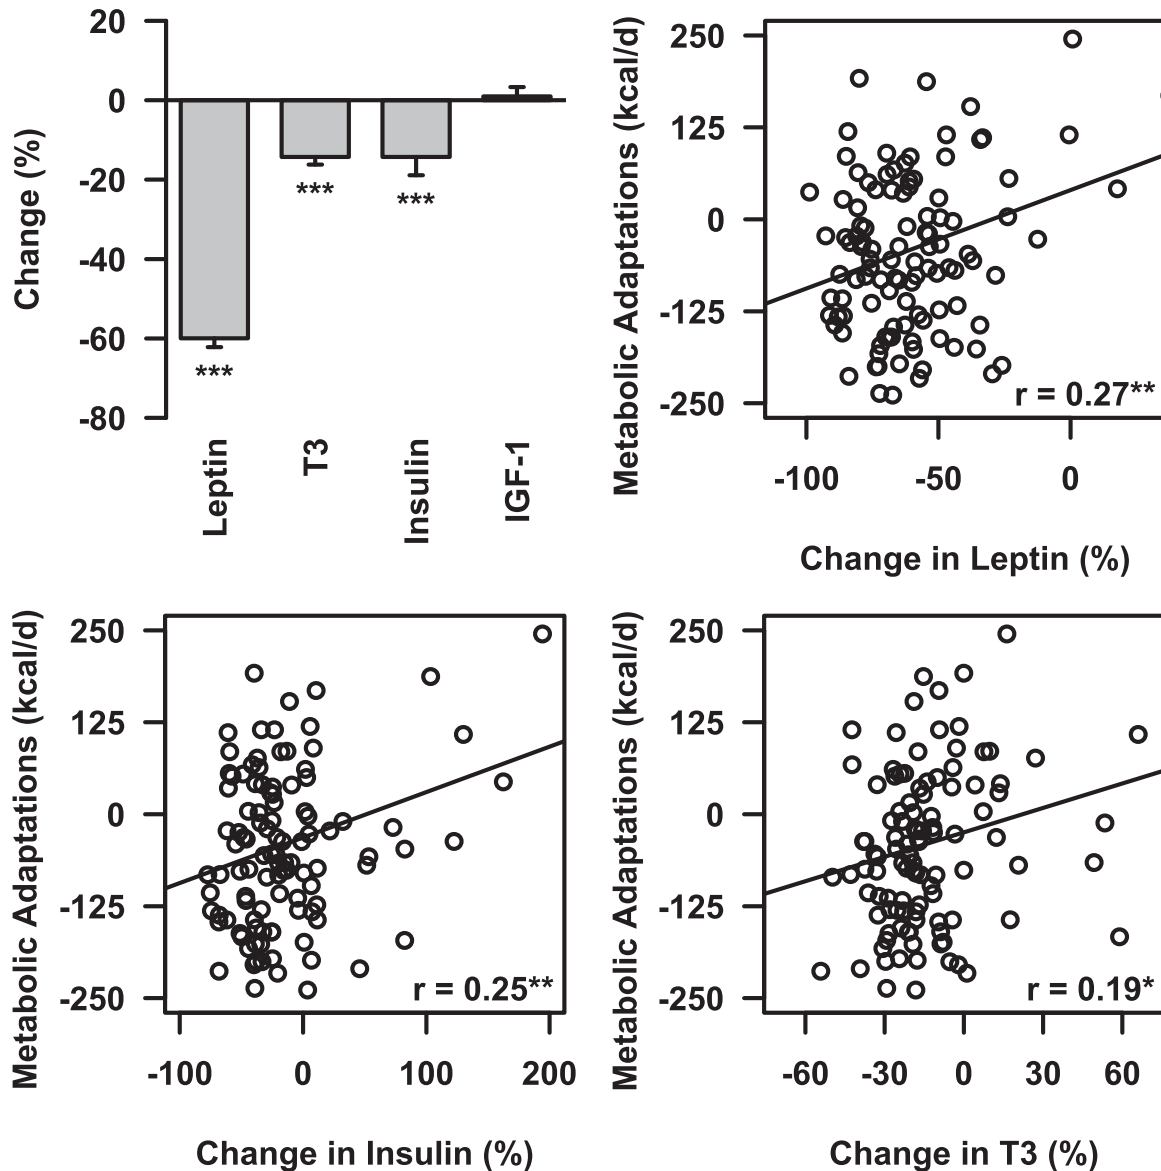 20
0
-20
-40
-60
-80
Change (%)
***
***
***
Leptin
T3
Insulin
IGF-1
250
125
0
-125
-250
Metabolic Adaptations (kcal/d)
r = 0.27**
-100
-50
0
Change in Leptin (%)
250
125
0
-125
-250
Metabolic Adaptations (kcal/d)
r = 0.25**
-100
0
100
200
Change in Insulin (%)
250
125
0
-125
-250
Metabolic Adaptations (kcal/d)
r = 0.19*
-60
-30
0
30
60
Change in T3 (%)